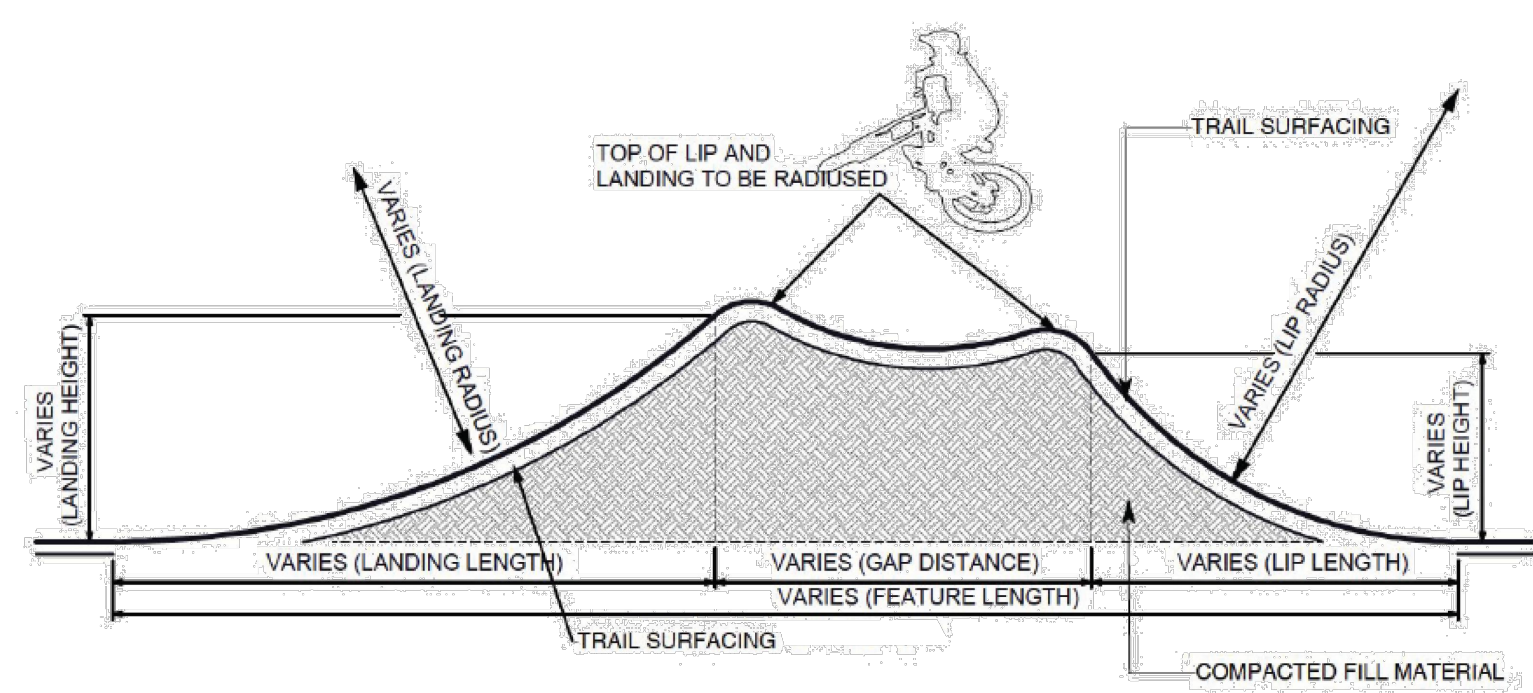 TRAIL SURFACING
TOP OF LIP AND
LANDING TO BE RADIUSED
VARIES (LANDING RADIUS)
VARIES (LIP RADIUS)
VARIES
(LANDING HEIGHT)
VARIES
(LIP HEIGHT)
VARIES (LANDING LENGTH)
VARIES (GAP DISTANCE)
VARIES (LIP LENGTH)
VARIES (FEATURE LENGTH)
TRAIL SURFACING
COMPACTED FILL MATERIAL